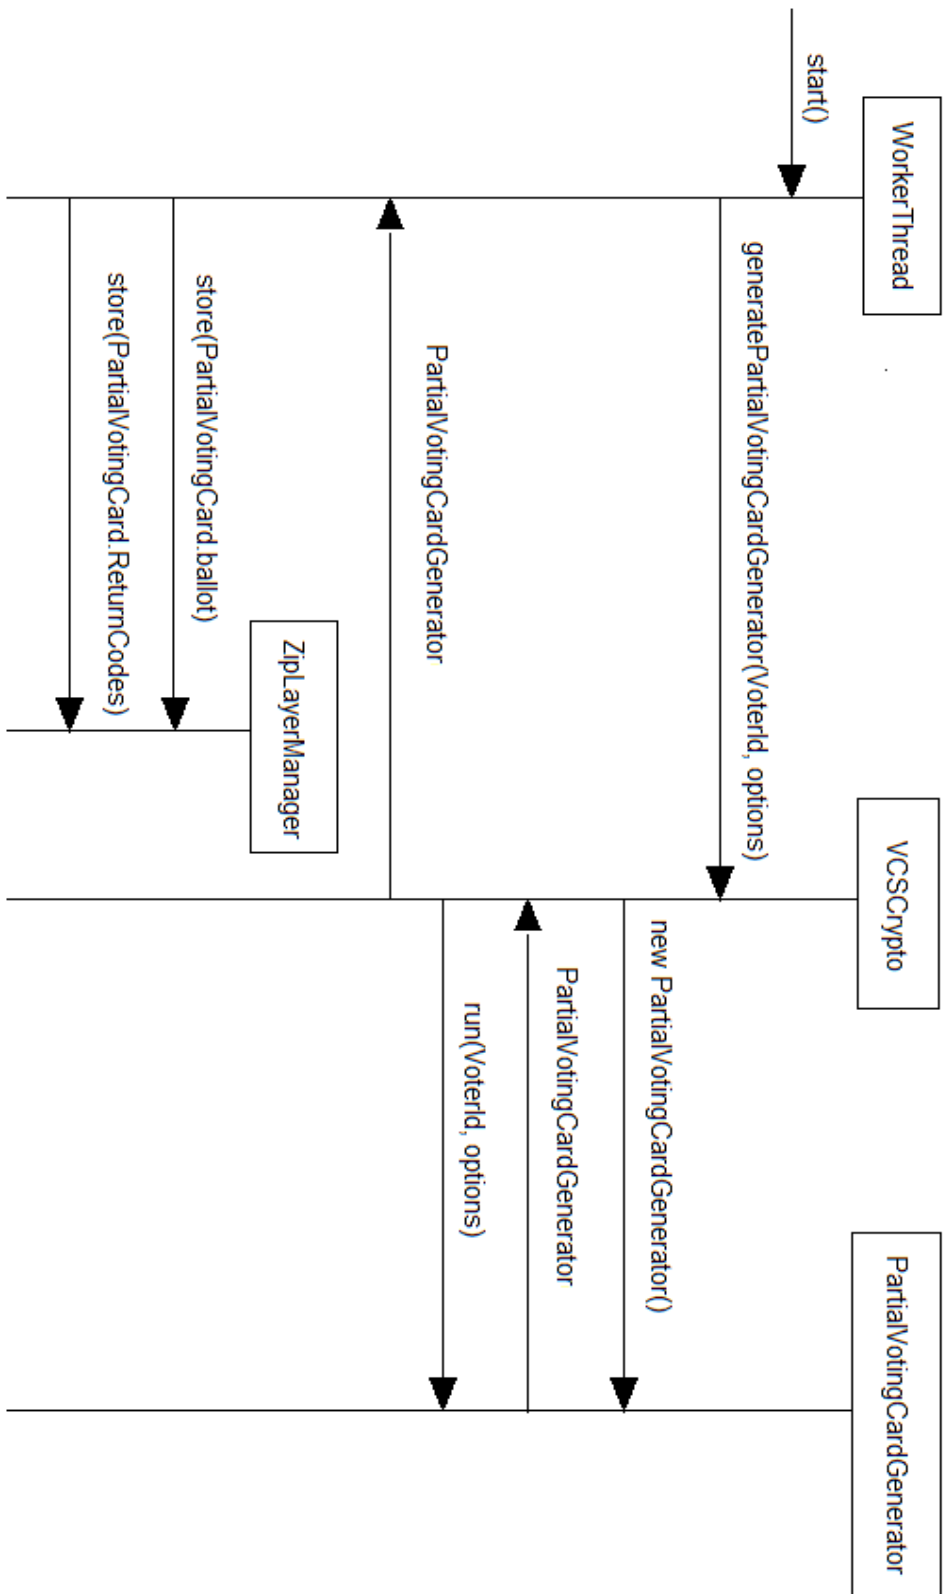 WorkerThread
VCSCrypto
PartialVotingCardGenerator
start()
generatePartialVotingCardGenerator(VoterId, options)
new PartialVotingCardGenerator()
PartialVotingCardGenerator
run(VoterId, options)
PartialVotingCardGenerator
ZipLayerManager
store(PartialVotingCard.ballot)
store(PartialVotingCard.ReturnCodes)